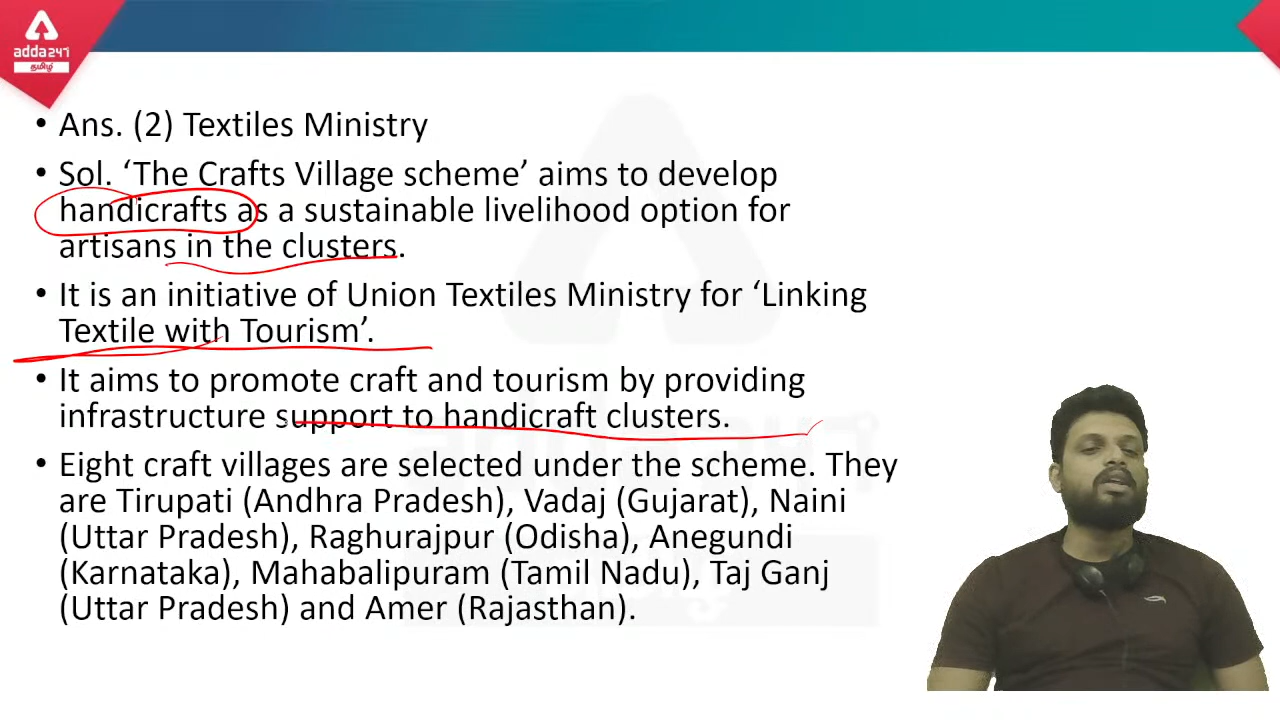 adda247
தமிழ்
• Ans. (2) Textiles Ministry
• Sol. ‘The Crafts Village scheme’ aims to develop
handicrafts as a sustainable livelihood option for
artisans in the clusters.
• It is an initiative of Union Textiles Ministry for ‘Linking
Textile with Tourism’.
• It aims to promote craft and tourism by providing
infrastructure support to handicraft clusters.
• Eight craft villages are selected under the scheme. They
are Tirupati (Andhra Pradesh), Vadaj (Gujarat), Naini
(Uttar Pradesh), Raghurajpur (Odisha), Anegundi
(Karnataka), Mahabalipuram (Tamil Nadu), Taj Ganj
(Uttar Pradesh) and Amer (Rajasthan).